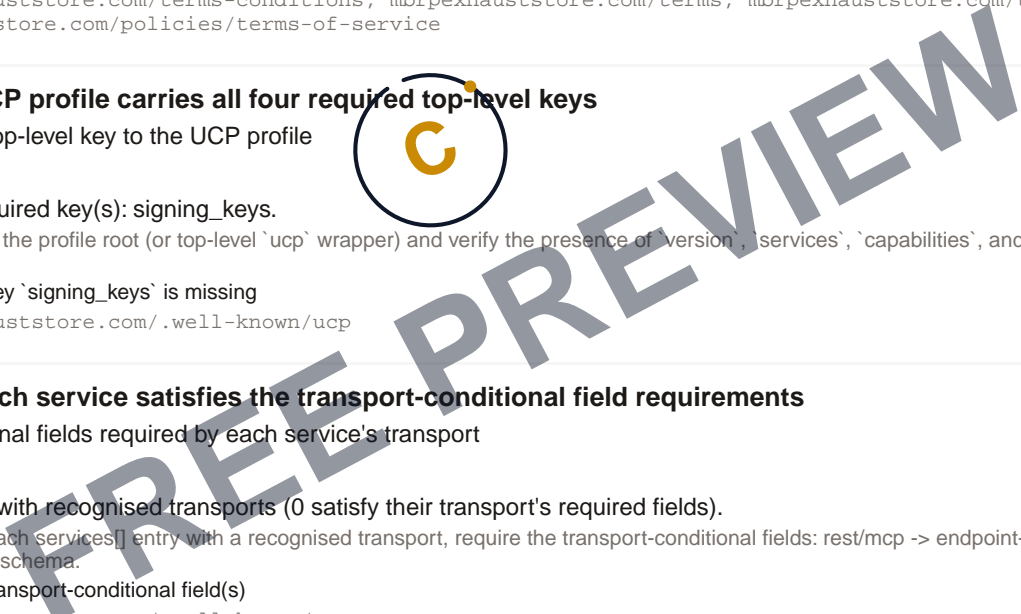 uststore.com/terms-conditions, mbrpexhauststore.com/terms, mbrpexhauststore.com/
store.com/policies/terms-of-service
CP profile carries all four required top-level keys
op-level key to the UCP profile
C
uired key(s): signing_keys.
the profile root (or top-level `ucp` wrapper) and verify the presence of `version`, `services`, `capabilities`, and
ey `signing_keys` is missing
uststore.com/.well-known/ucp
ch service satisfies the transport-conditional field requirements
nal fields required by each service's transport
with recognised transports (0 satisfy their transport's required fields).
ach services[] entry with a recognised transport, require the transport-conditional fields: rest/mcp -> endpoint-
schema.
ansport-conditional field(s)
FREE PREVIEW